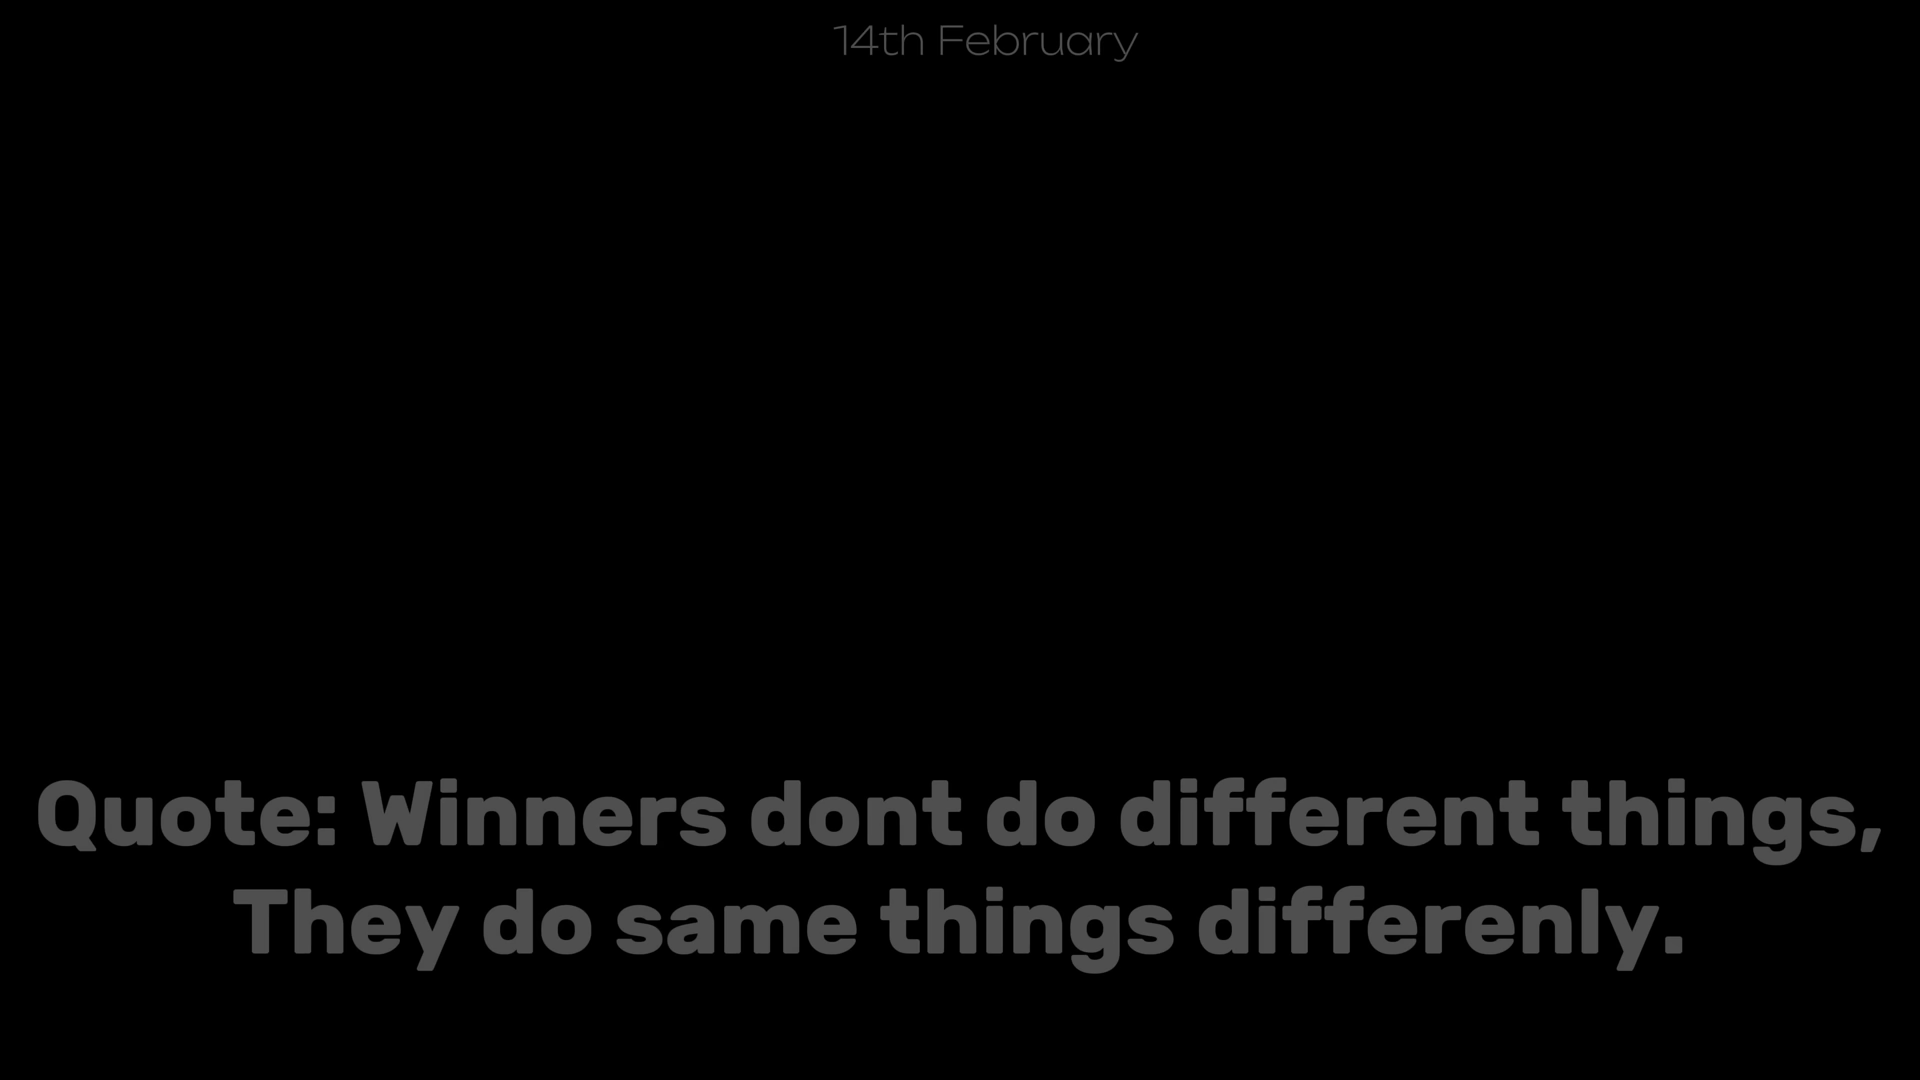 14th February
Quote: Winners dont do different things,
They do same things differenly.